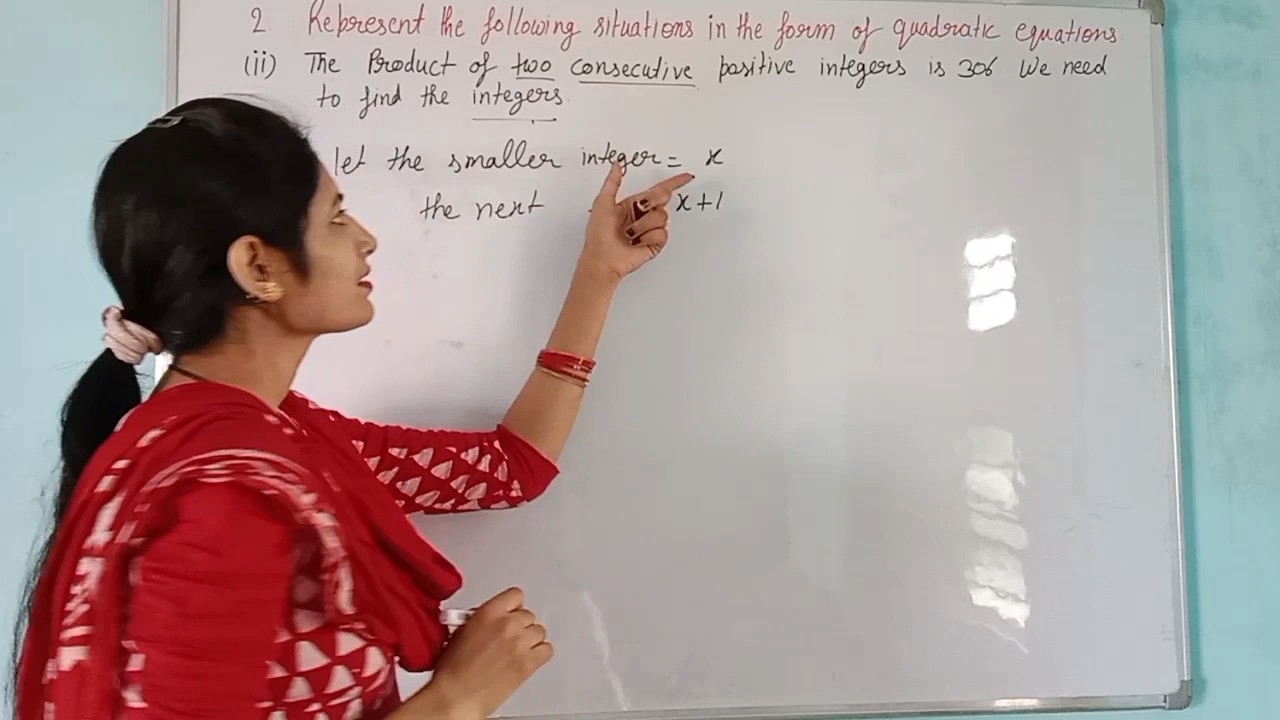 2 Represent the following situations in the form of quadratic equations
(ii) The Product of two consecutive positive integers is 306 We need
to find the integers.
let the smaller integer = x
the next x+1